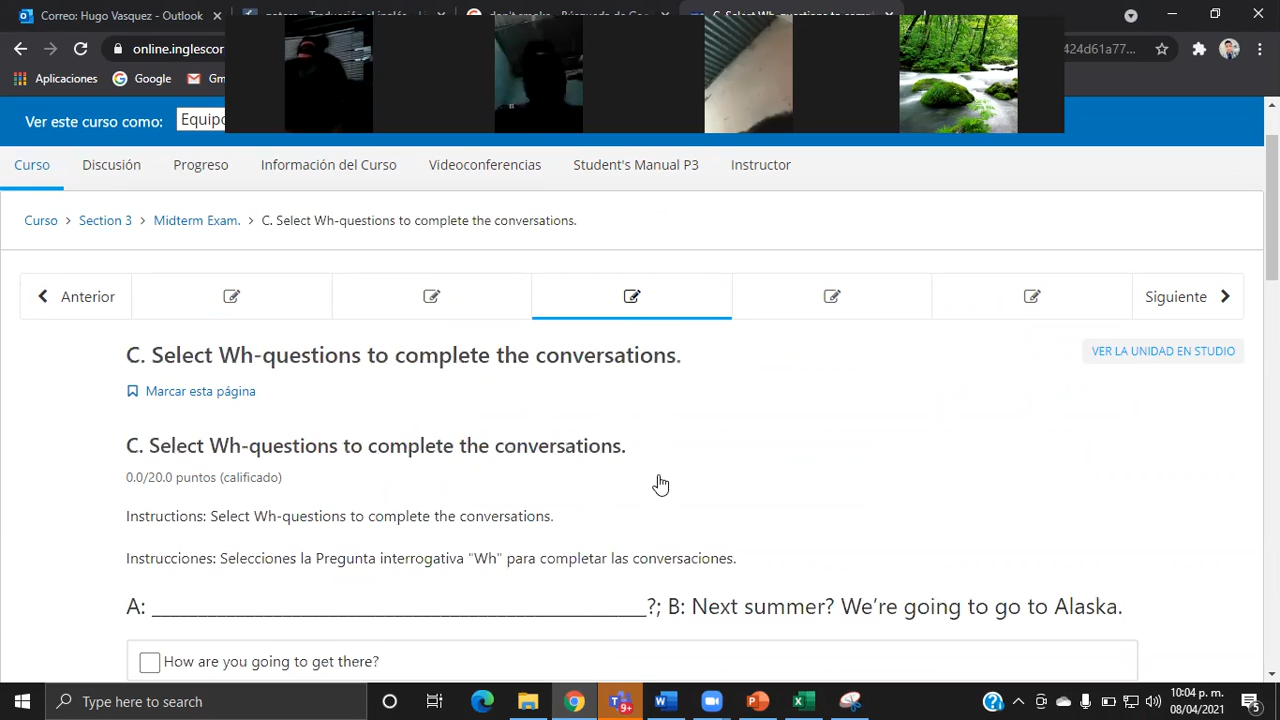 Correo: Hugo Vasquez - Outlook
online.inglescor
424d61a77...
Aplicaciones Google
Ver este curso como: Equipo
Curso Discusión Progreso Información del Curso Videoconferencias Student's Manual P3 Instructor
Curso > Section 3 > Midterm Exam. > C. Select Wh-questions to complete the conversations.
Anterior Siguiente
C. Select Wh-questions to complete the conversations.
VER LA UNIDAD EN STUDIO
Marcar esta página
C. Select Wh-questions to complete the conversations.
0.0/20.0 puntos (calificado)
Instructions: Select Wh-questions to complete the conversations.
Instrucciones: Selecciones la Pregunta interrogativa "Wh" para completar las conversaciones.
A: ________________________________________?; B: Next summer? We’re going to go to Alaska.
How are you going to get there?
Type here to search
9+
10:04 p. m.
08/04/2021
5